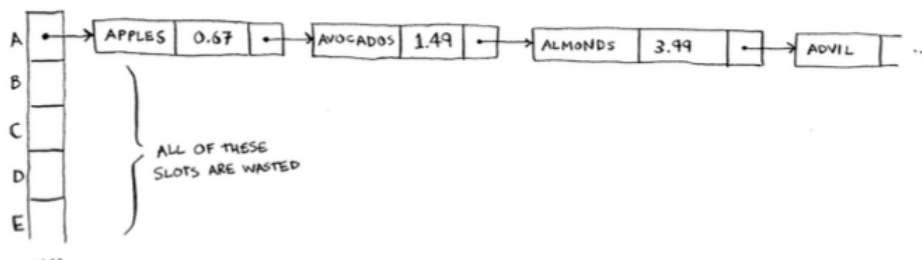 A APPLES 0.67 AVOCADOS 1.49 ALMONDS 3.99 ADVIL ...
B
C
D
E
ALL OF THESE
SLOTS ARE WASTED